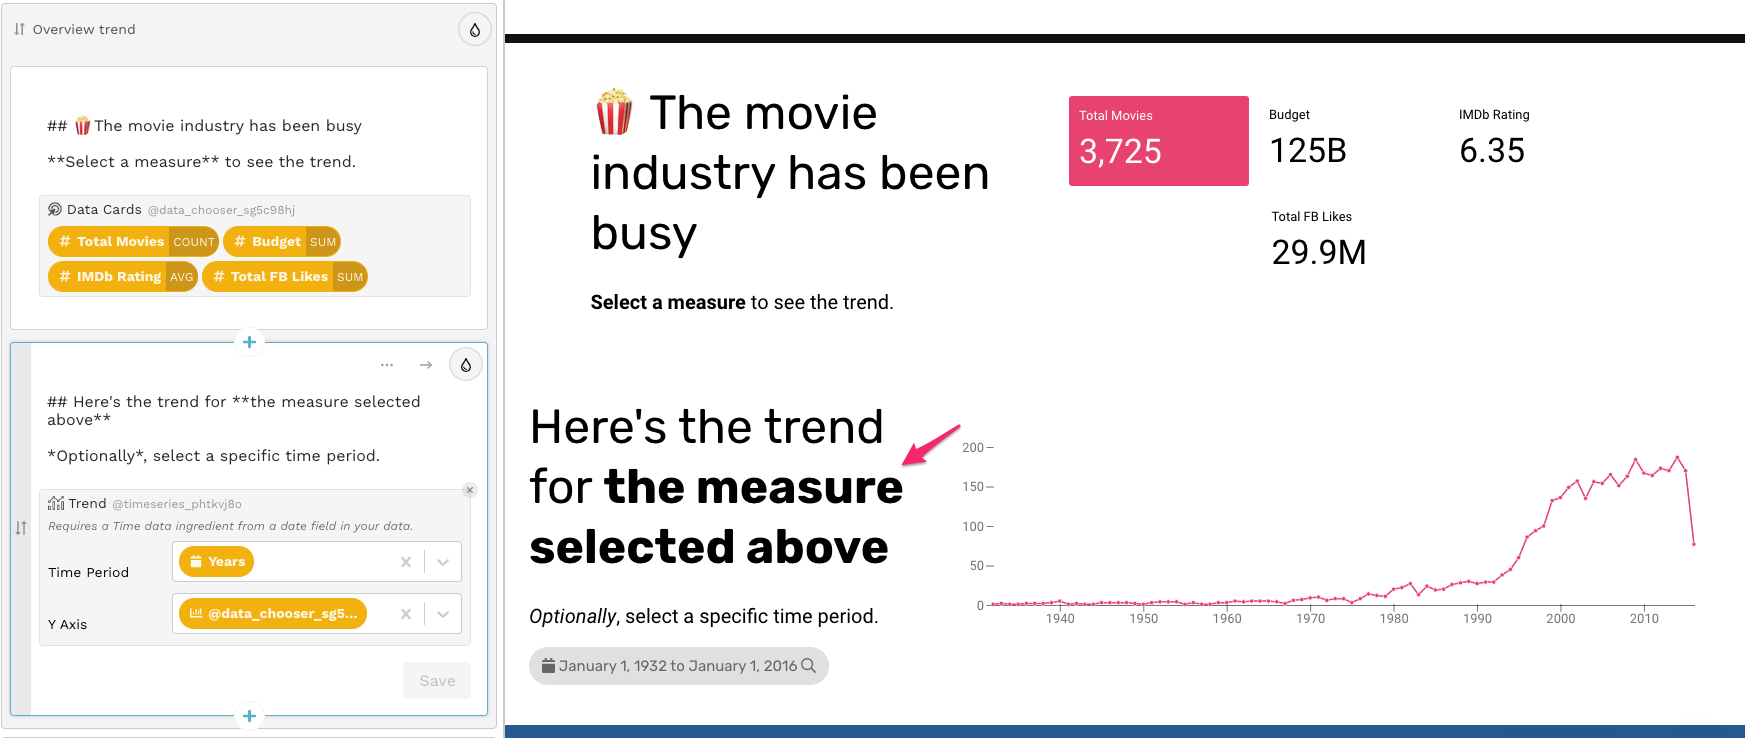 Overview trend
## 🍿The movie industry has been busy
**Select a measure** to see the trend.
Data Cards @data_chooser_sg5c98hj
# Total Movies COUNT # Budget SUM
# IMDb Rating AVG # Total FB Likes SUM
## Here's the trend for **the measure selected
above**
*Optionally*, select a specific time period.
Trend @timeseries_phtkvj8o
Requires a Time data ingredient from a date field in your data.
Time Period Years
Y Axis @data_chooser_sg5...
Save
🍿 The movie
industry has been
busy
Select a measure to see the trend.
Total Movies
3,725
Budget
125B
IMDb Rating
6.35
Total FB Likes
29.9M
Here's the trend
for the measure
selected above
Optionally, select a specific time period.
January 1, 1932 to January 1, 2016
200
150
100
50
0
1940 1950 1960 1970 1980 1990 2000 2010